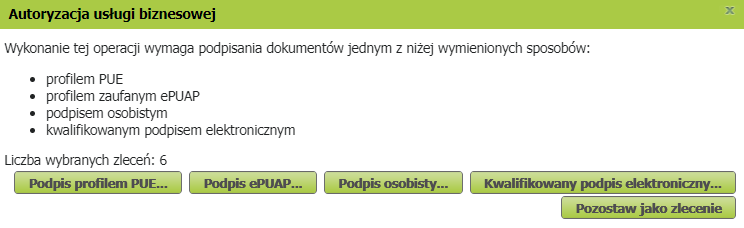 Autoryzacja usługi biznesowej x
Wykonanie tej operacji wymaga podpisania dokumentów jednym z niżej wymienionych sposobów:
• profilem PUE
• profilem zaufanym ePUAP
• podpisem osobistym
• kwalifikowanym podpisem elektronicznym
Liczba wybranych zleceń: 6
Podpis profilem PUE... Podpis ePUAP... Podpis osobisty... Kwalifikowany podpis elektroniczny...
Pozostaw jako zlecenie